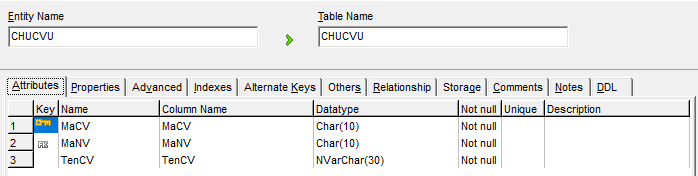 Entity Name Table Name
CHUCVU CHUCVU
Attributes Properties Advanced Indexes Alternate Keys Others Relationship Storage Comments Notes DDL
Key Name Column Name Datatype Not null Unique Description
1 MaCV MaCV Char(10) Not null
2 MaNV MaNV Char(10) Not null
3 TenCV TenCV NVarChar(30) Not null